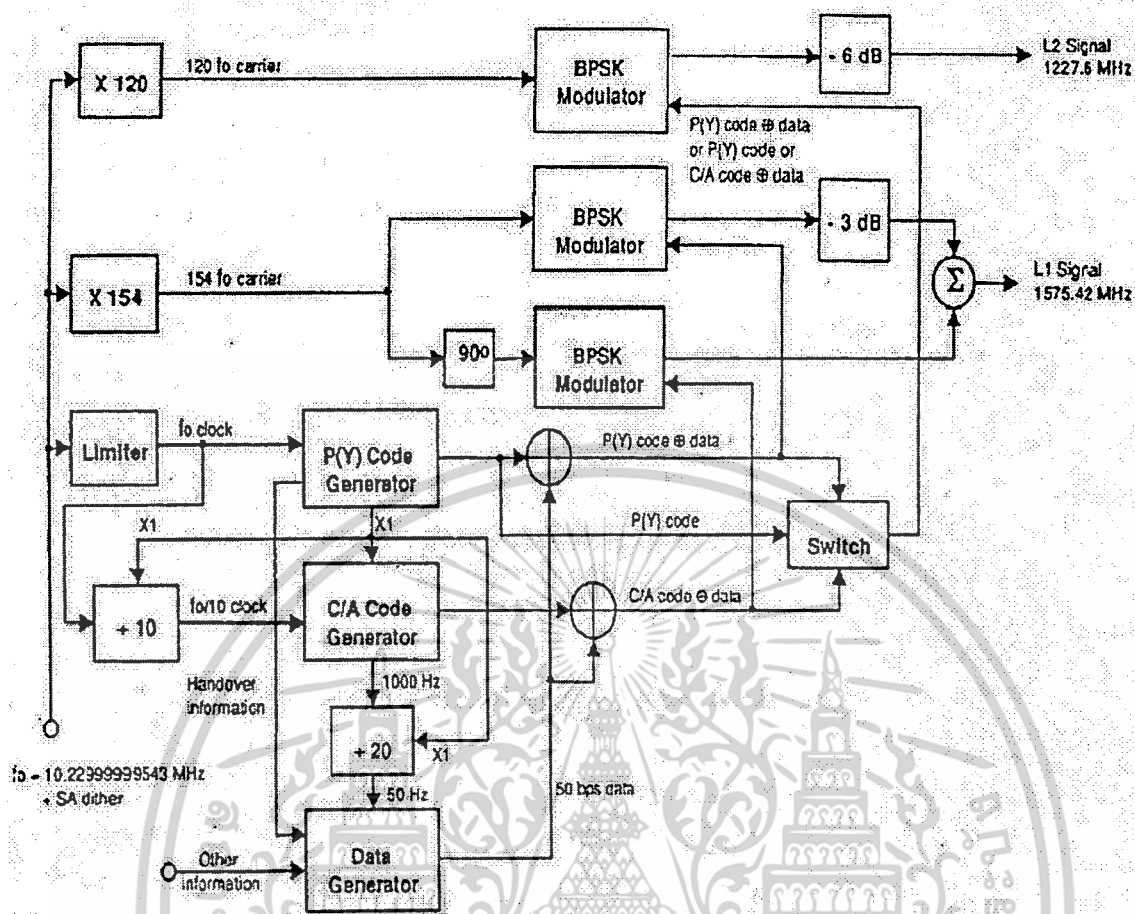 X 120
120 fo carrier
BPSK
Modulator
- 6 dB
L2 Signal
1227.6 MHz
P(Y) code ⊕ data
or P(Y) code or
C/A code ⊕ data
X 154
154 fo carrier
BPSK
Modulator
- 3 dB
Σ
L1 Signal
1575.42 MHz
90º
BPSK
Modulator
Limiter
fo clock
P(Y) Code
Generator
P(Y) code ⊕ data
X1
X1
P(Y) code
Switch
÷ 10
fo/10 clock
C/A Code
Generator
C/A code ⊕ data
Handover
information
1000 Hz
÷ 20
X1
fo - 10.22999999543 MHz
+ SA dither
50 Hz
50 bps data
Other
information
Data
Generator